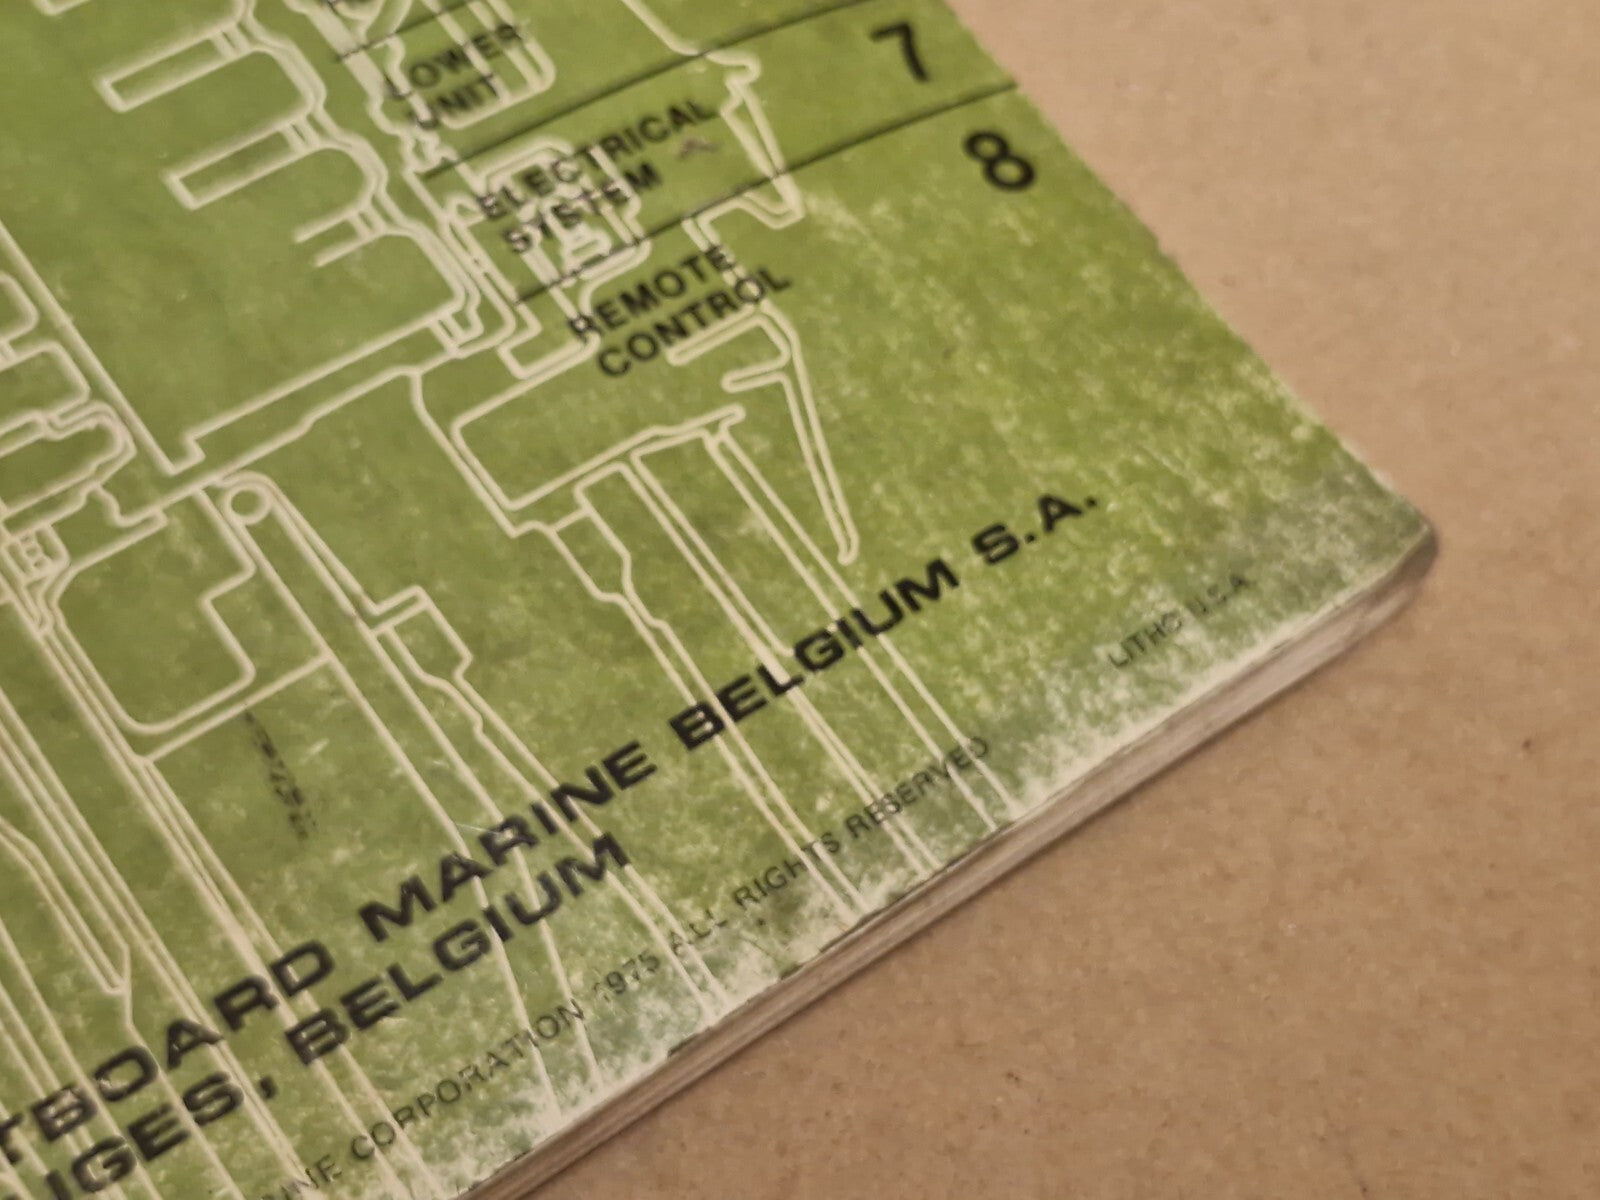 LOWER
UNIT
7
ELECTRICAL
SYSTEM
8
REMOTE
CONTROL
TBOARD MARINE BELGIUM S.A.
IGES, BELGIUM
CORPORATION 1975 ALL RIGHTS RESERVED
LITHO U.S.A.